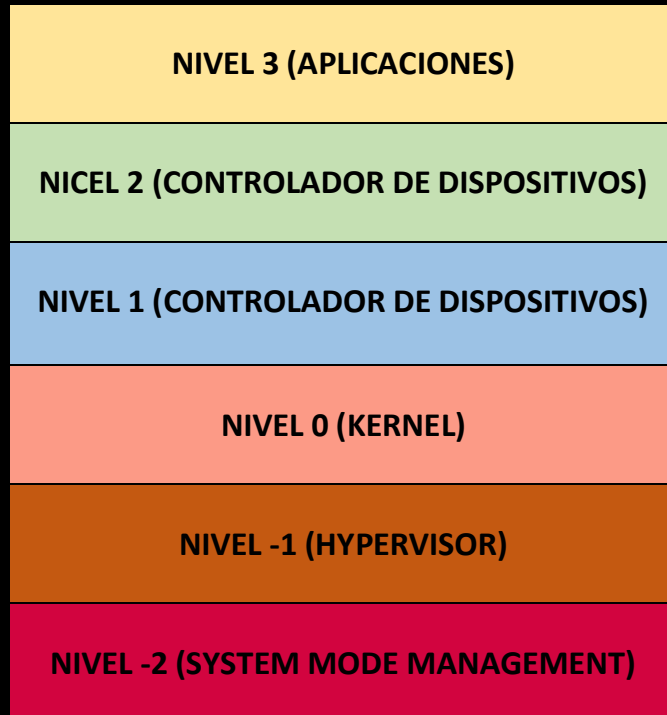 NIVEL 3 (APLICACIONES)
NICEL 2 (CONTROLADOR DE DISPOSITIVOS)
NIVEL 1 (CONTROLADOR DE DISPOSITIVOS)
NIVEL 0 (KERNEL)
NIVEL -1 (HYPERVISOR)
NIVEL -2 (SYSTEM MODE MANAGEMENT)